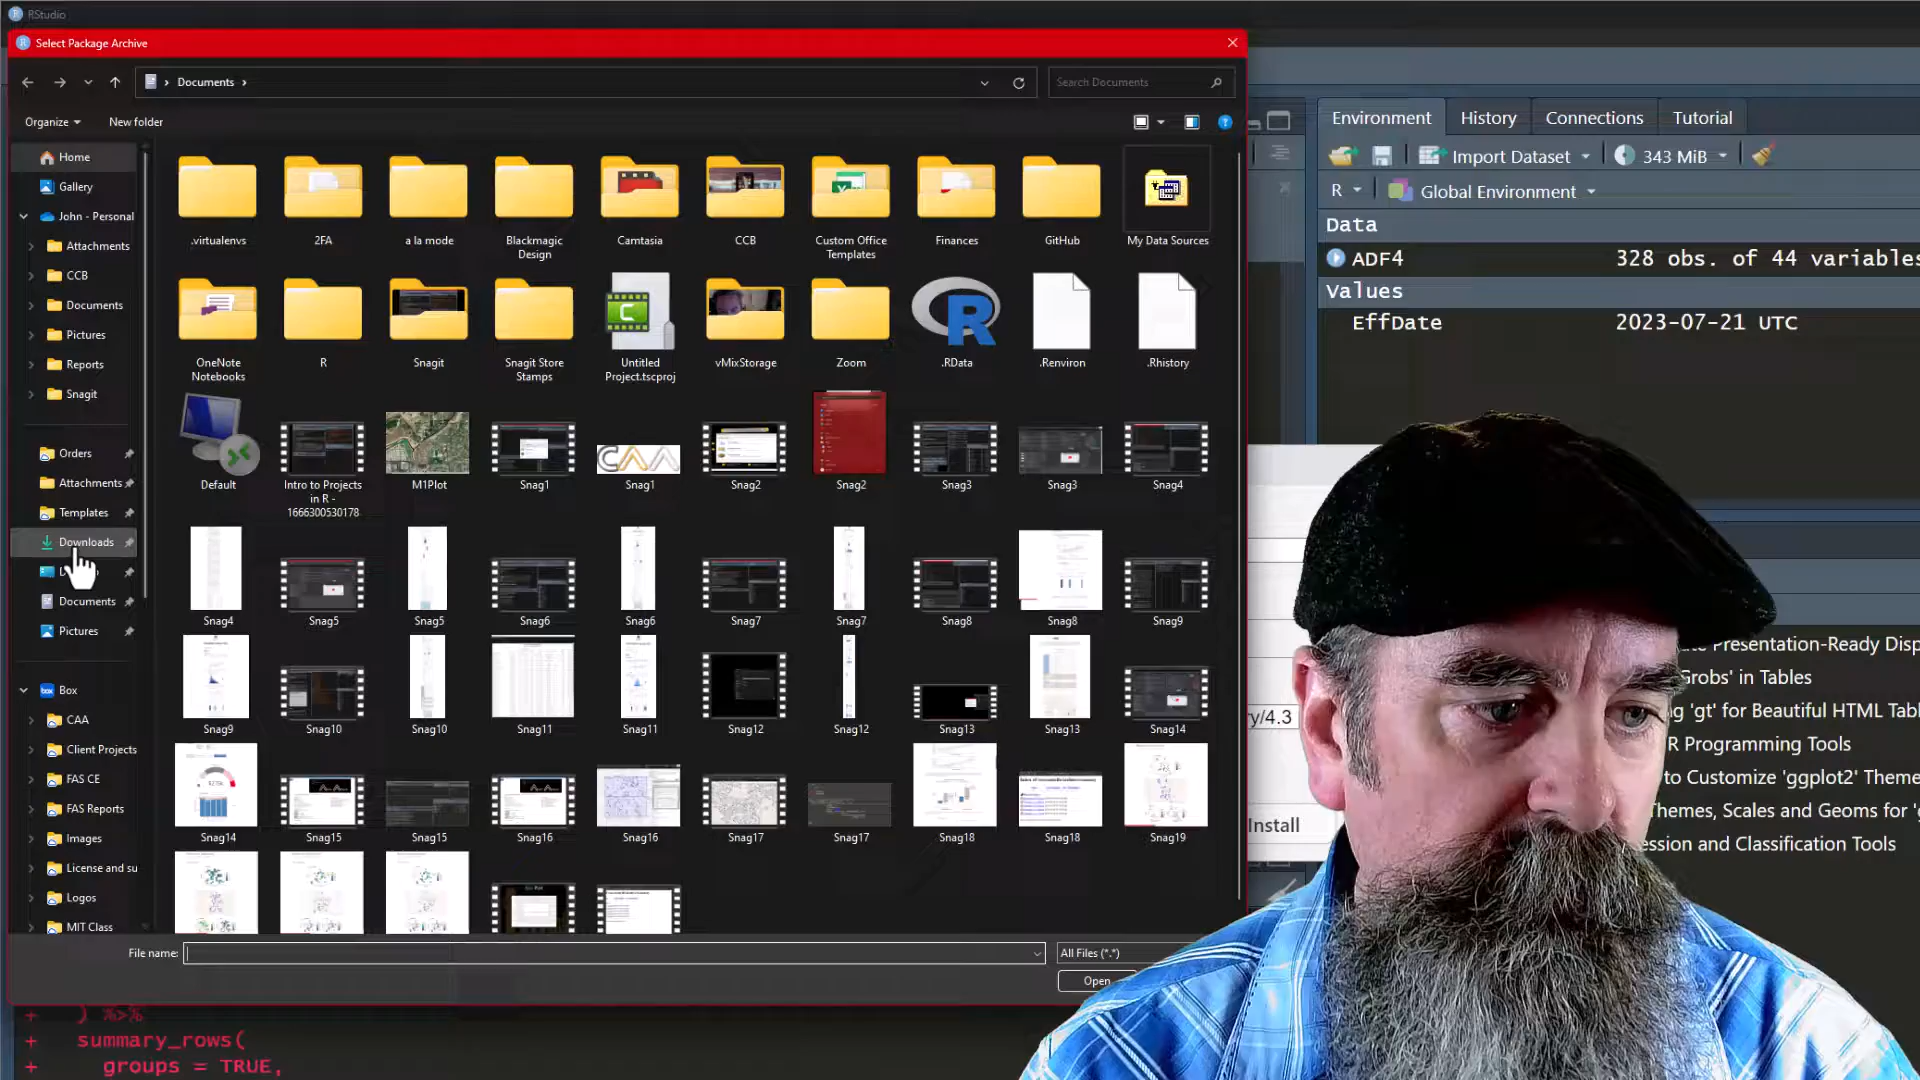 RStudio
Select Package Archive
Documents
Search Documents
Organize
New folder
Home
Gallery
John - Personal
Attachments
CCB
Documents
Pictures
Reports
Snagit
Orders
Attachments
Templates
Downloads
Documents
Pictures
Box
CAA
Client Projects
FAS CE
FAS Reports
Images
License and su
Logos
MIT Class
.virtualenvs
2FA
a la mode
Blackmagic Design
Camtasia
CCB
Custom Office Templates
Finances
GitHub
My Data Sources
OneNote Notebooks
R
Snagit
Snagit Store Stamps
Untitled Project.tscproj
vMixStorage
Zoom
.RData
.Renviron
.Rhistory
Default
Intro to Projects in R - 1666300530178
M1Plot
Snag1
Snag1
Snag2
Snag2
Snag3
Snag3
Snag4
Snag4
Snag5
Snag5
Snag6
Snag6
Snag7
Snag7
Snag8
Snag8
Snag9
Snag9
Snag10
Snag10
Snag11
Snag11
Snag12
Snag12
Snag13
Snag13
Snag14
Snag14
Snag15
Snag15
Snag16
Snag16
Snag17
Snag17
Snag18
Snag18
Snag19
File name:
All Files (*.*)
Open
Environment
History
Connections
Tutorial
Import Dataset
343 MiB
R
Global Environment
Data
ADF4
328 obs. of 44 variables
Values
EffDate
2023-07-21 UTC
Presentation-Ready Disp
Grobs' in Tables
'gt' for Beautiful HTML Tab
R Programming Tools
to Customize 'ggplot2' Theme
Themes, Scales and Geoms for 'g
ession and Classification Tools
/4.3
Install
+ ) %>%
+ summary_rows(
+ groups = TRUE,